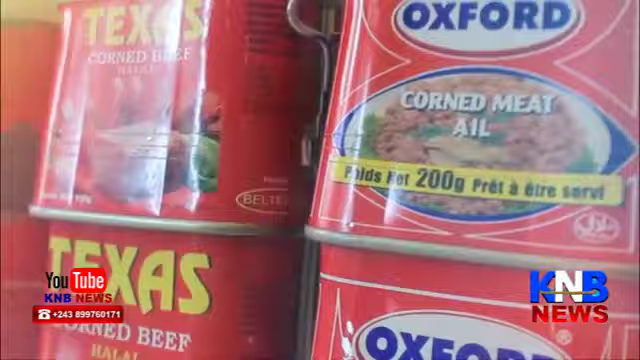 TEXAS
CORNED BEEF
HALAL
OXFORD
CORNED MEAT
AIL
Poids Net 200g Prêt à être servi
حلال
TEXAS
CORNED BEEF
HALAL
OXFORD
YouTube
KNB NEWS
+243 899760171
KNB
NEWS